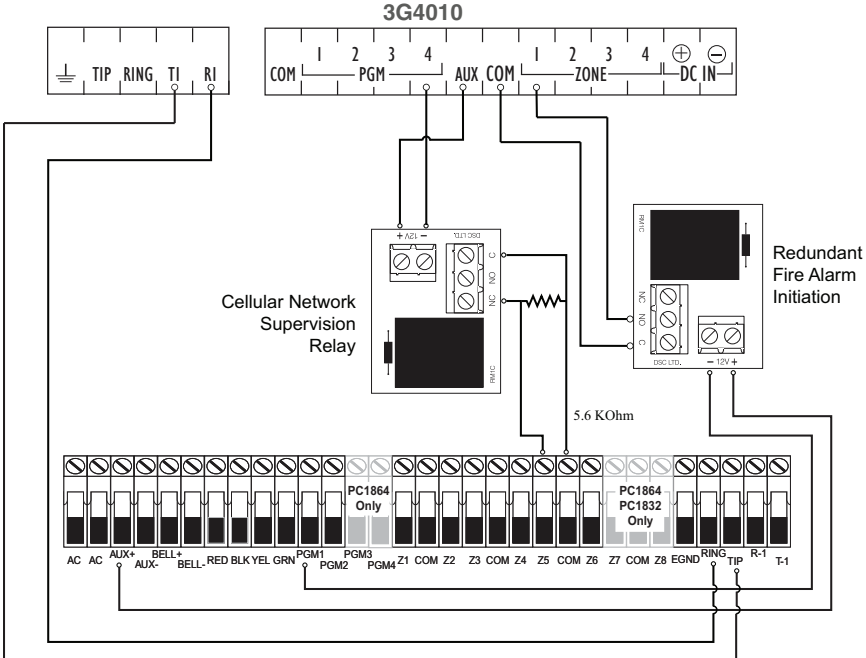 3G4010
TIP RING T1 R1
COM 1 2 3 4 AUX COM 1 2 3 4 + −
PGM ZONE DC IN
+ 12V −
DSC LTD.
C
NO
NC
RM1C
Cellular Network
Supervision
Relay
RM1C
NC
NO
C
DSC LTD.
− 12V +
Redundant
Fire Alarm
Initiation
5.6 KOhm
PC1864
Only
PC1864
PC1832
Only
AC AC AUX+ AUX- BELL+ BELL- RED BLK YEL GRN PGM1 PGM2 PGM3 PGM4 Z1 COM Z2 Z3 COM Z4 Z5 COM Z6 Z7 COM Z8 EGND RING TIP R-1 T-1